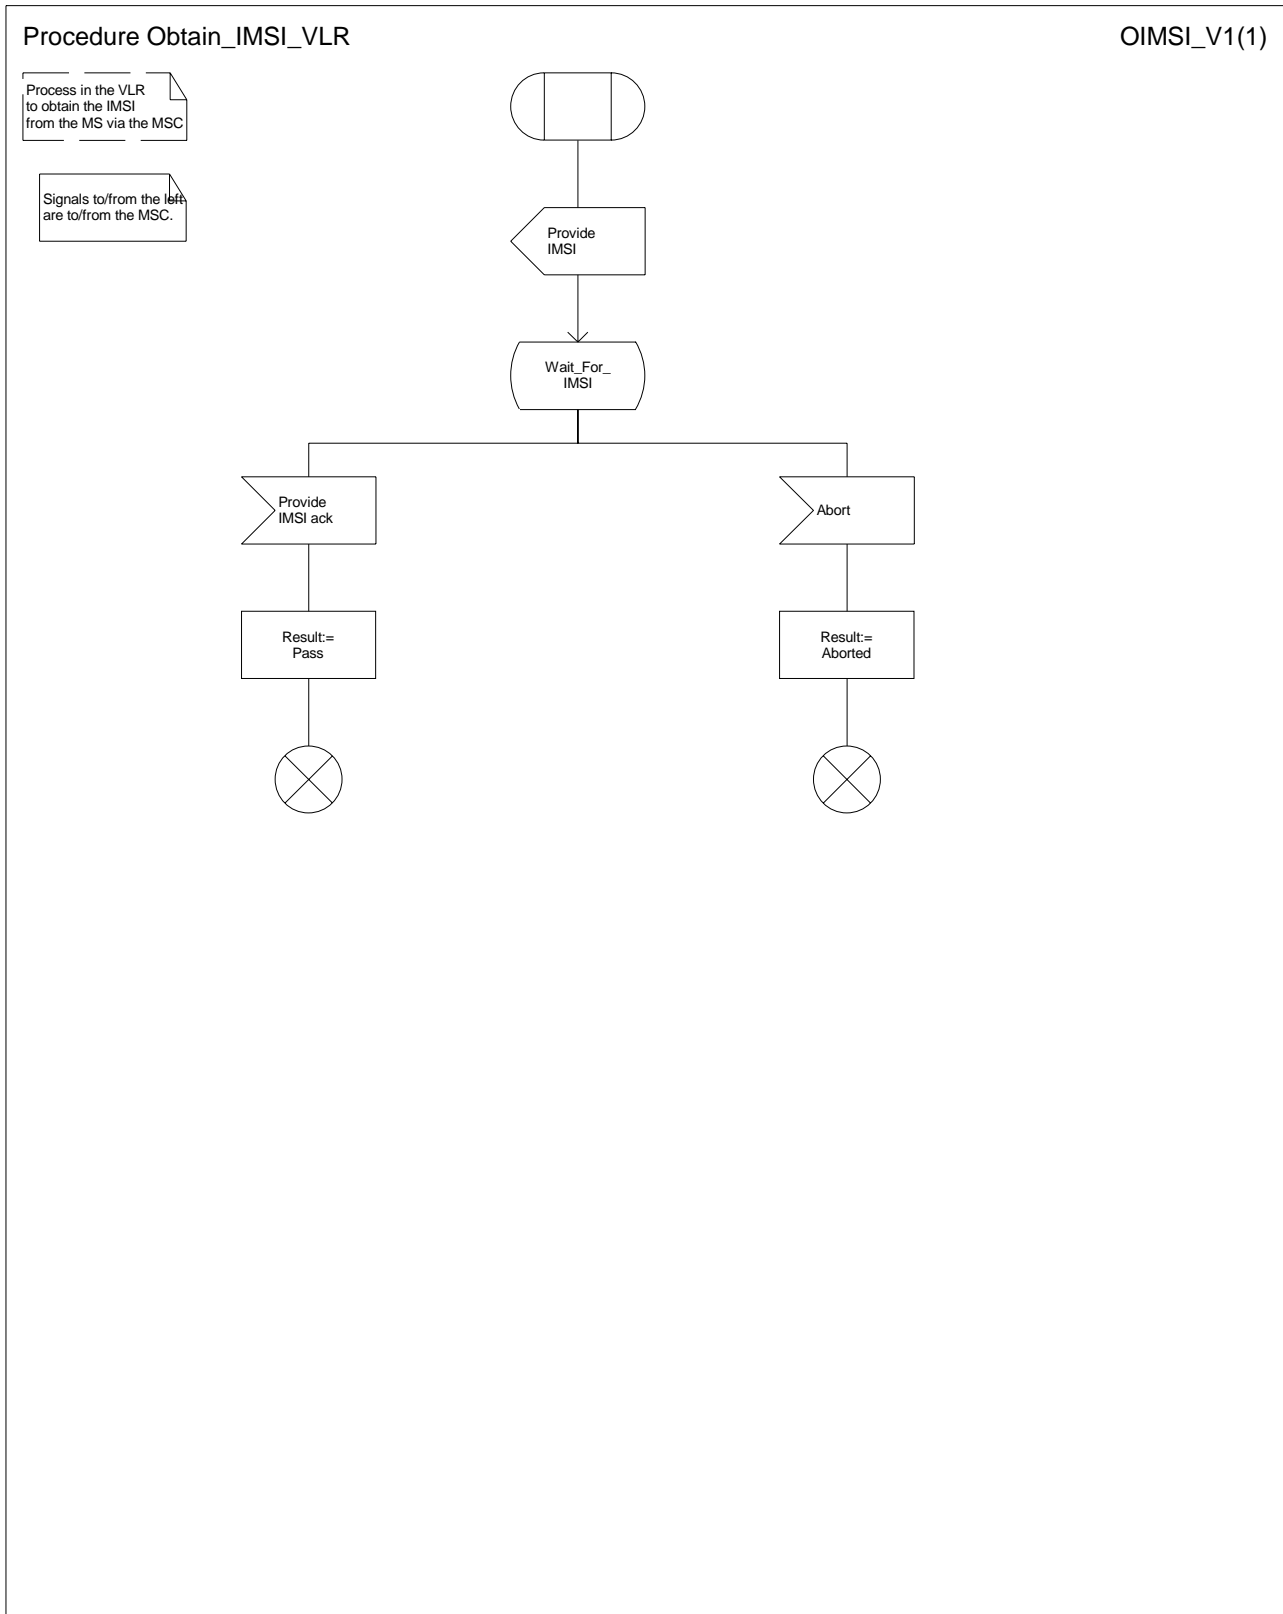 Procedure Obtain_IMSI_VLR
OIMSI_V1(1)
Process in the VLR
to obtain the IMSI
from the MS via the MSC
Signals to/from the left
are to/from the MSC.
Provide
IMSI
Wait_For_
IMSI
Provide
IMSI ack
Abort
Result:=
Pass
Result:=
Aborted